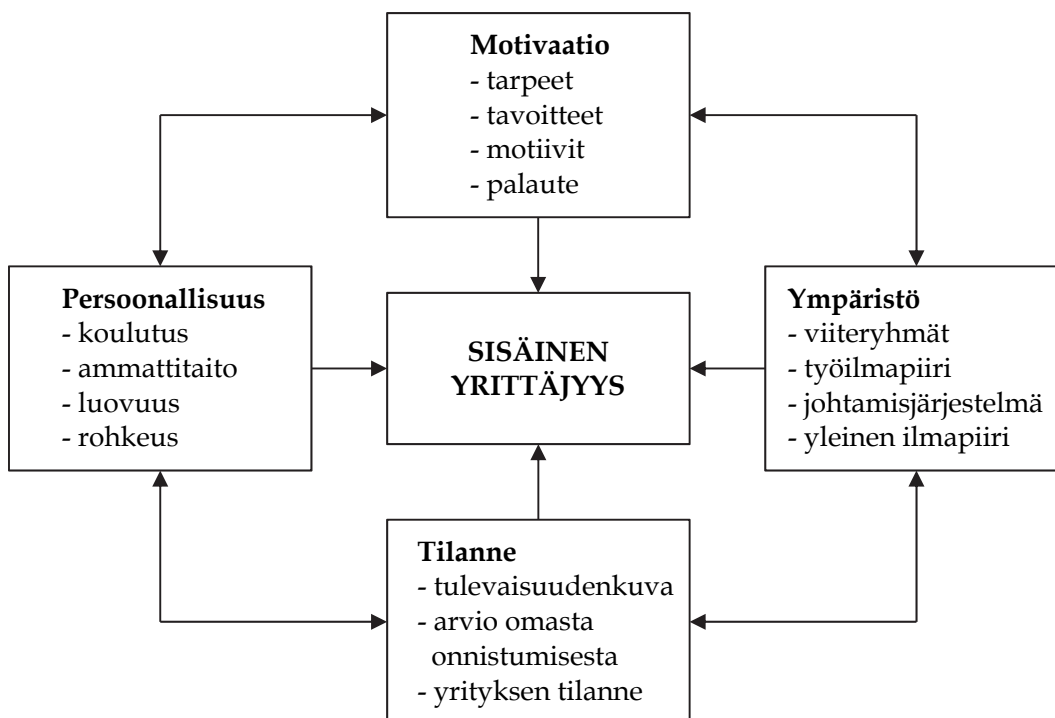 Motivaatio
- tarpeet
- tavoitteet
- motiivit
- palaute
Persoonallisuus
- koulutus
- ammattitaito
- luovuus
- rohkeus
SISÄINEN
YRITTÄJYYS
Ympäristö
- viiteryhmät
- työilmapiiri
- johtamisjärjestelmä
- yleinen ilmapiiri
Tilanne
- tulevaisuudenkuva
- arvio omasta
onnistumisesta
- yrityksen tilanne